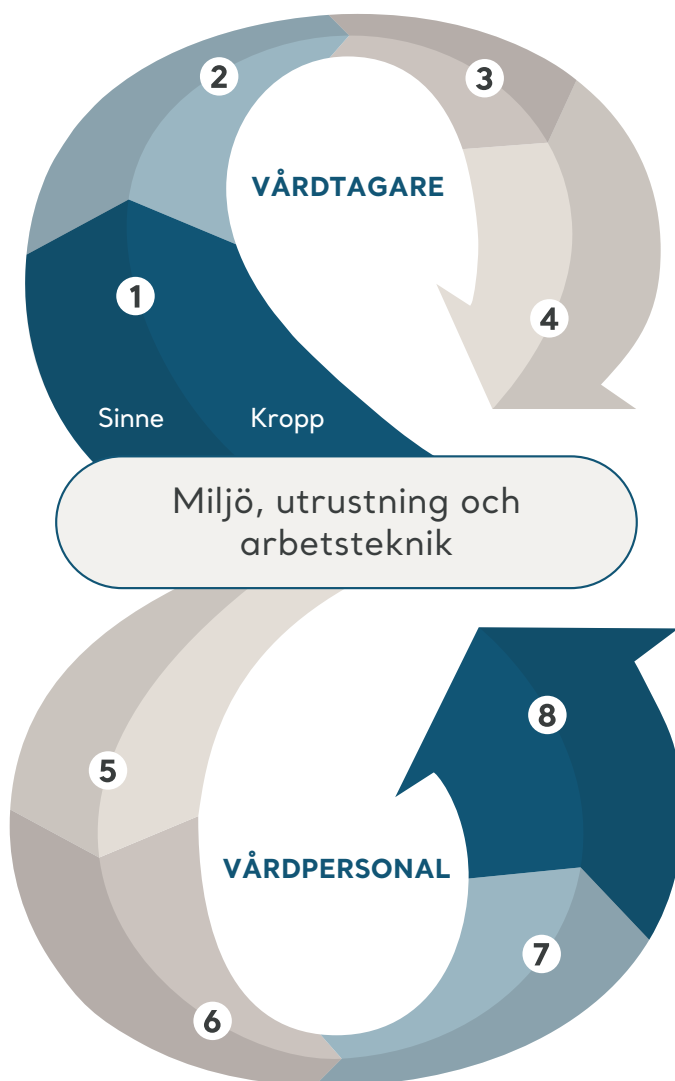 2
3
VÅRDTAGARE
1
4
Sinne
Kropp
Miljö, utrustning och
arbetsteknik
8
5
VÅRDPERSONAL
7
6